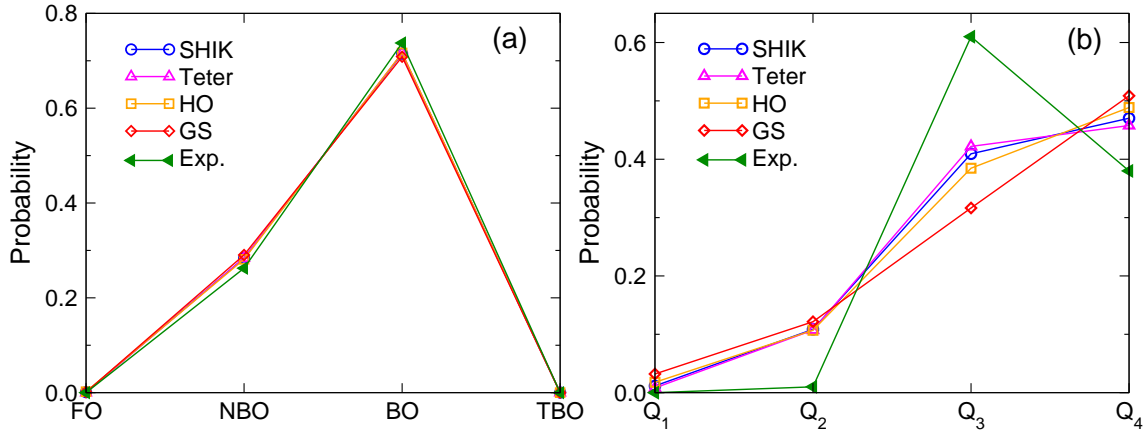 (a)
SHIK
Teter
HO
GS
Exp.
Probability
0.8
0.6
0.4
0.2
0.0
FO NBO BO TBO
(b)
SHIK
Teter
HO
GS
Exp.
Probability
0.6
0.4
0.2
0.0
Q1 Q2 Q3 Q4